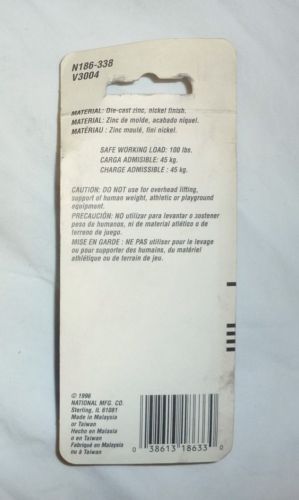 N186-338
V3004
MATERIAL: Die-cast zinc, nickel finish.
MATERIAL: Zinc de molde, acabado niquel.
MATÉRIAU : Zinc moulé, fini nickel.
SAFE WORKING LOAD: 100 lbs.
CARGA ADMISIBLE: 45 kg.
CHARGE ADMISSIBLE : 45 kg.
CAUTION: DO NOT use for overhead lifting,
support of human weight, athletic or playground
equipment.
PRECAUCIÓN: NO utilizar para levantar o sostener
peso de humanos, ni de material atlético o de
terreno de juego.
MISE EN GARDE : NE PAS utiliser pour le levage
ou pour supporter des humains, du matériel
athlétique ou de terrain de jeu.
© 1996
NATIONAL MFG. CO.
Sterling, IL 61081
Made in Malaysia
or Taiwan
Hecho en Malasia
o en Taiwan
Fabriqué en Malaysia
ou à Taiwan
0 38613 18633 0